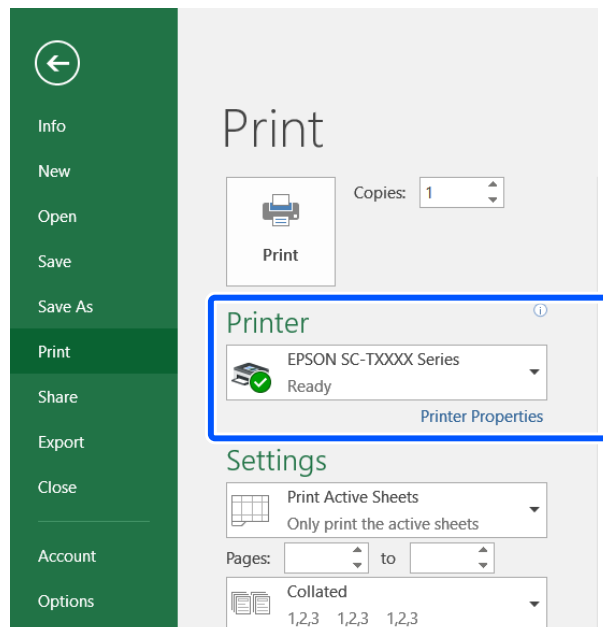 Info
New
Open
Save
Save As
Print
Share
Export
Close
Account
Options
Print
Copies: 1
Print
Printer
EPSON SC-TXXXX Series
Ready
Printer Properties
Settings
Print Active Sheets
Only print the active sheets
Pages: to
Collated
1,2,3 1,2,3 1,2,3